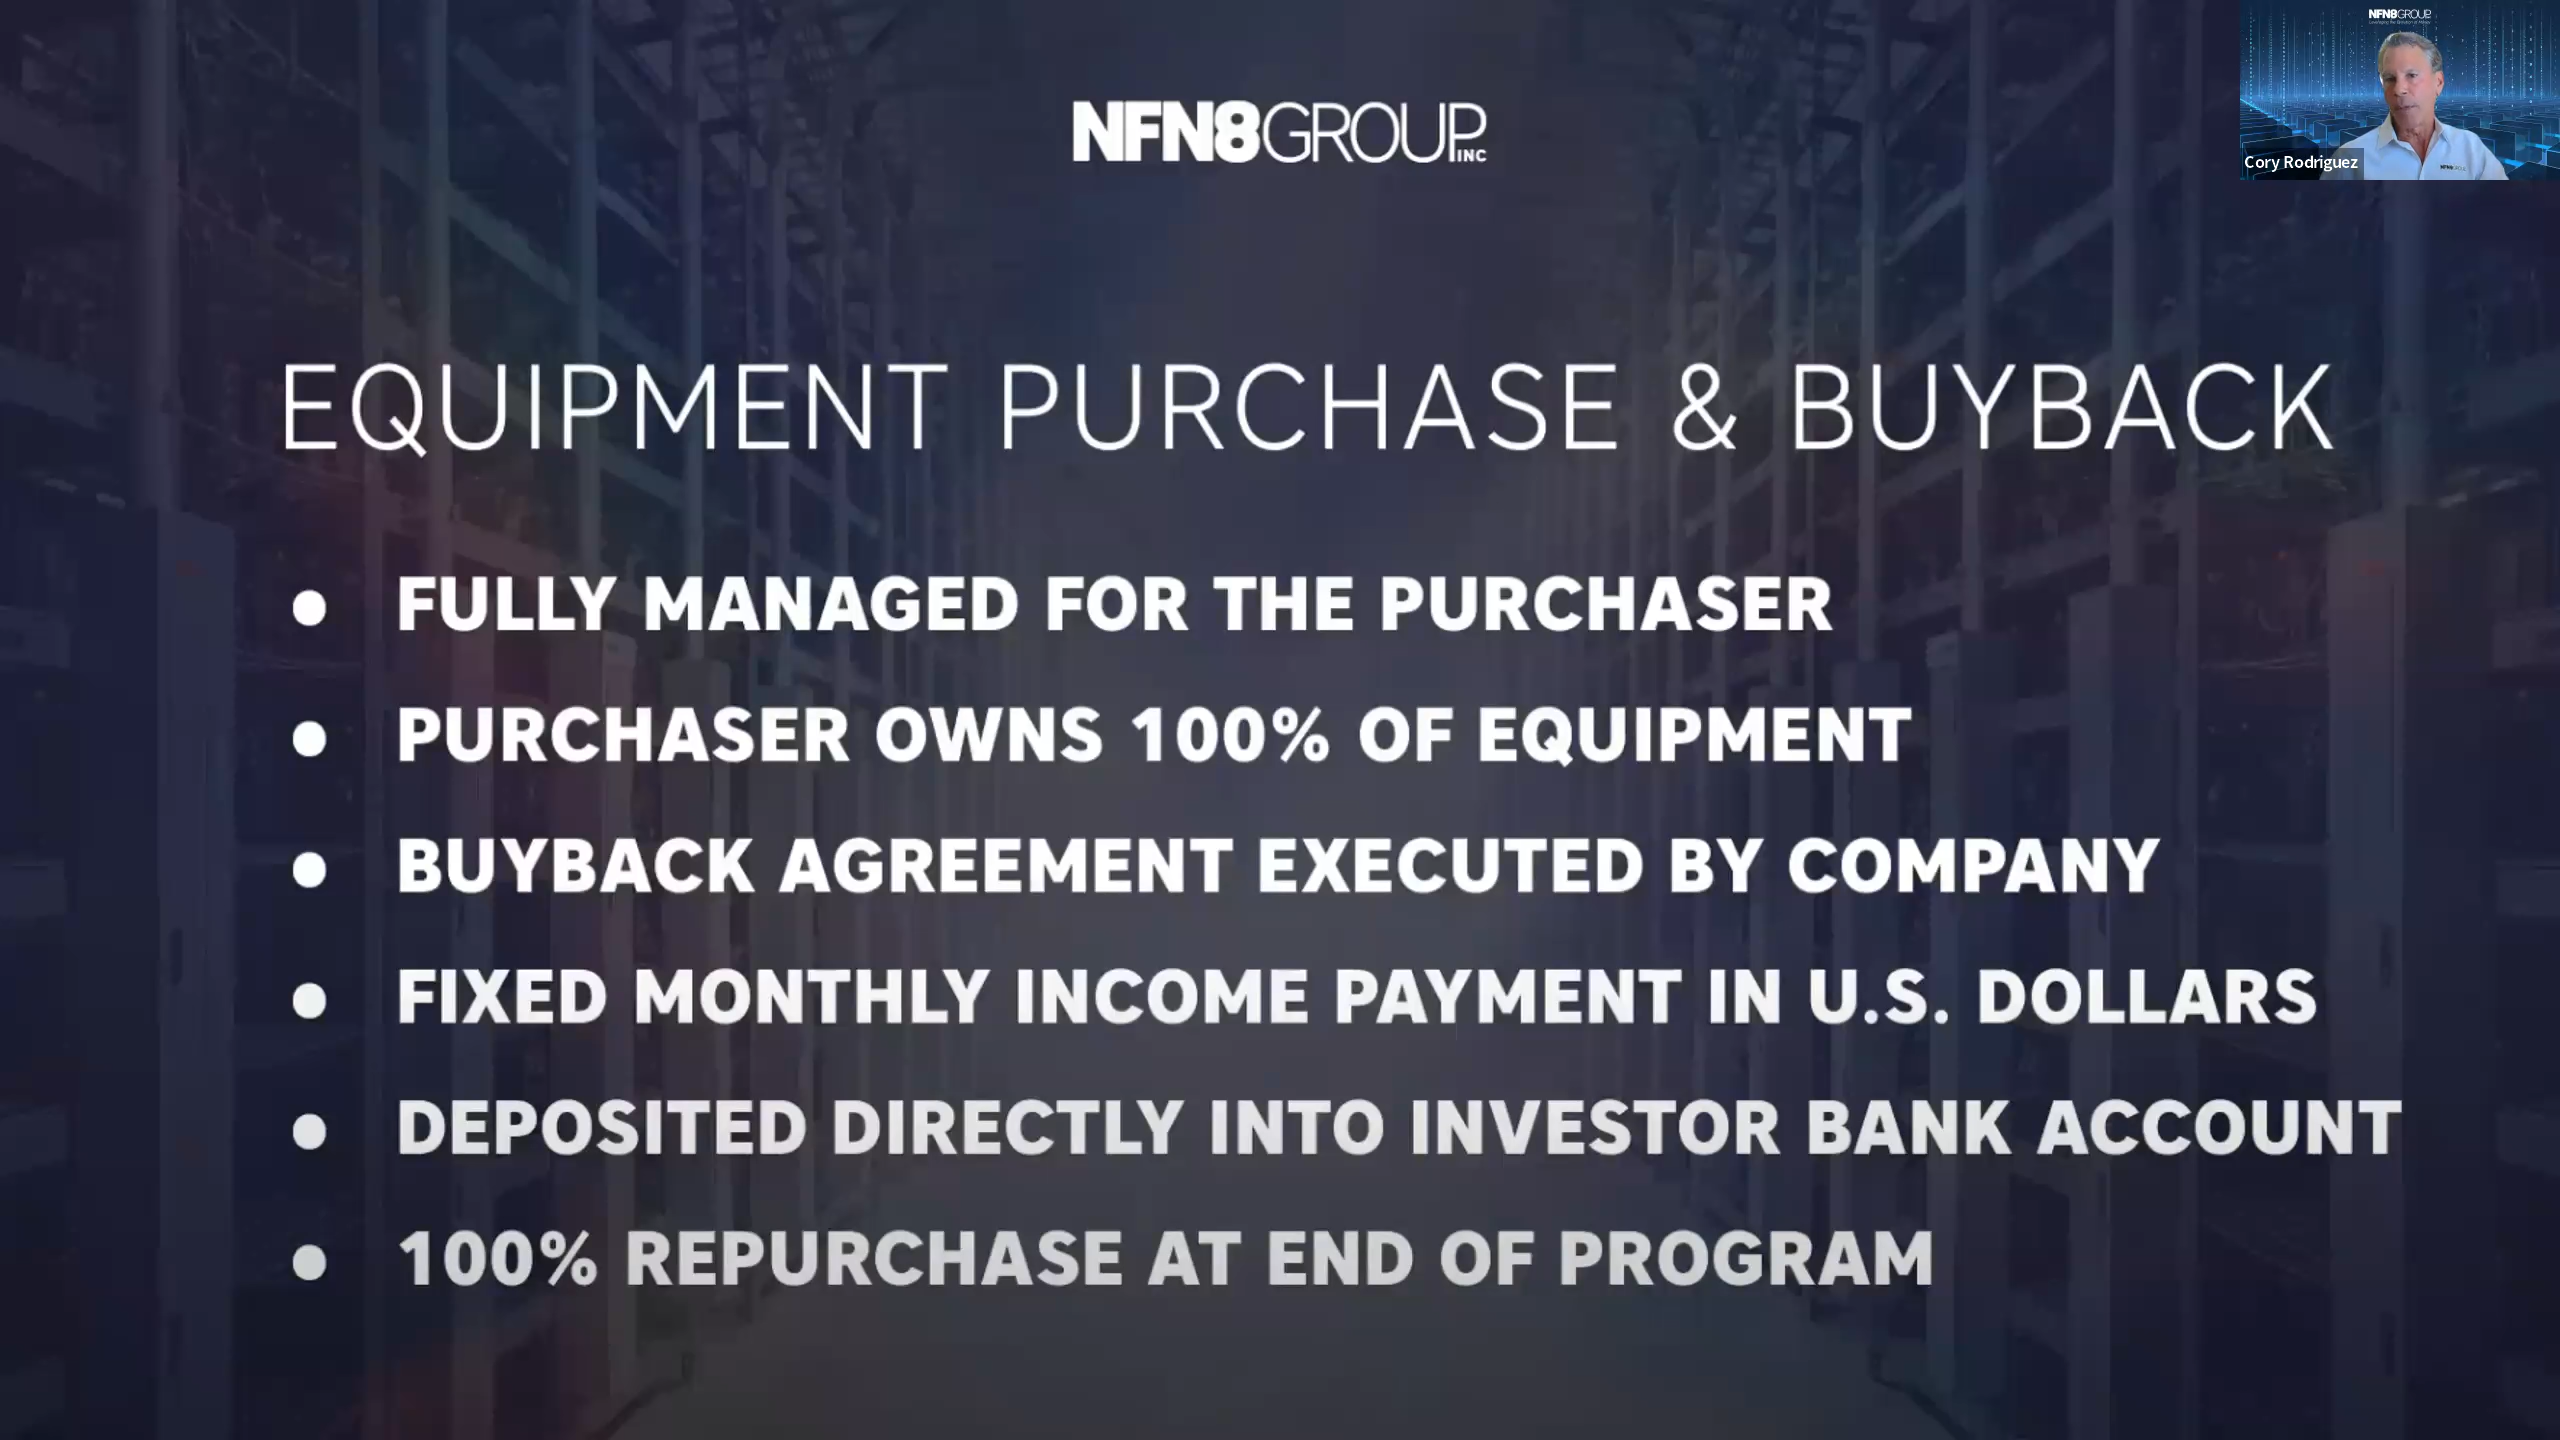 NFN8GROUP
NFN8GROUP INC
Cory Rodriguez
EQUIPMENT PURCHASE & BUYBACK
• FULLY MANAGED FOR THE PURCHASER
• PURCHASER OWNS 100% OF EQUIPMENT
• BUYBACK AGREEMENT EXECUTED BY COMPANY
• FIXED MONTHLY INCOME PAYMENT IN U.S. DOLLARS
• DEPOSITED DIRECTLY INTO INVESTOR BANK ACCOUNT
• 100% REPURCHASE AT END OF PROGRAM